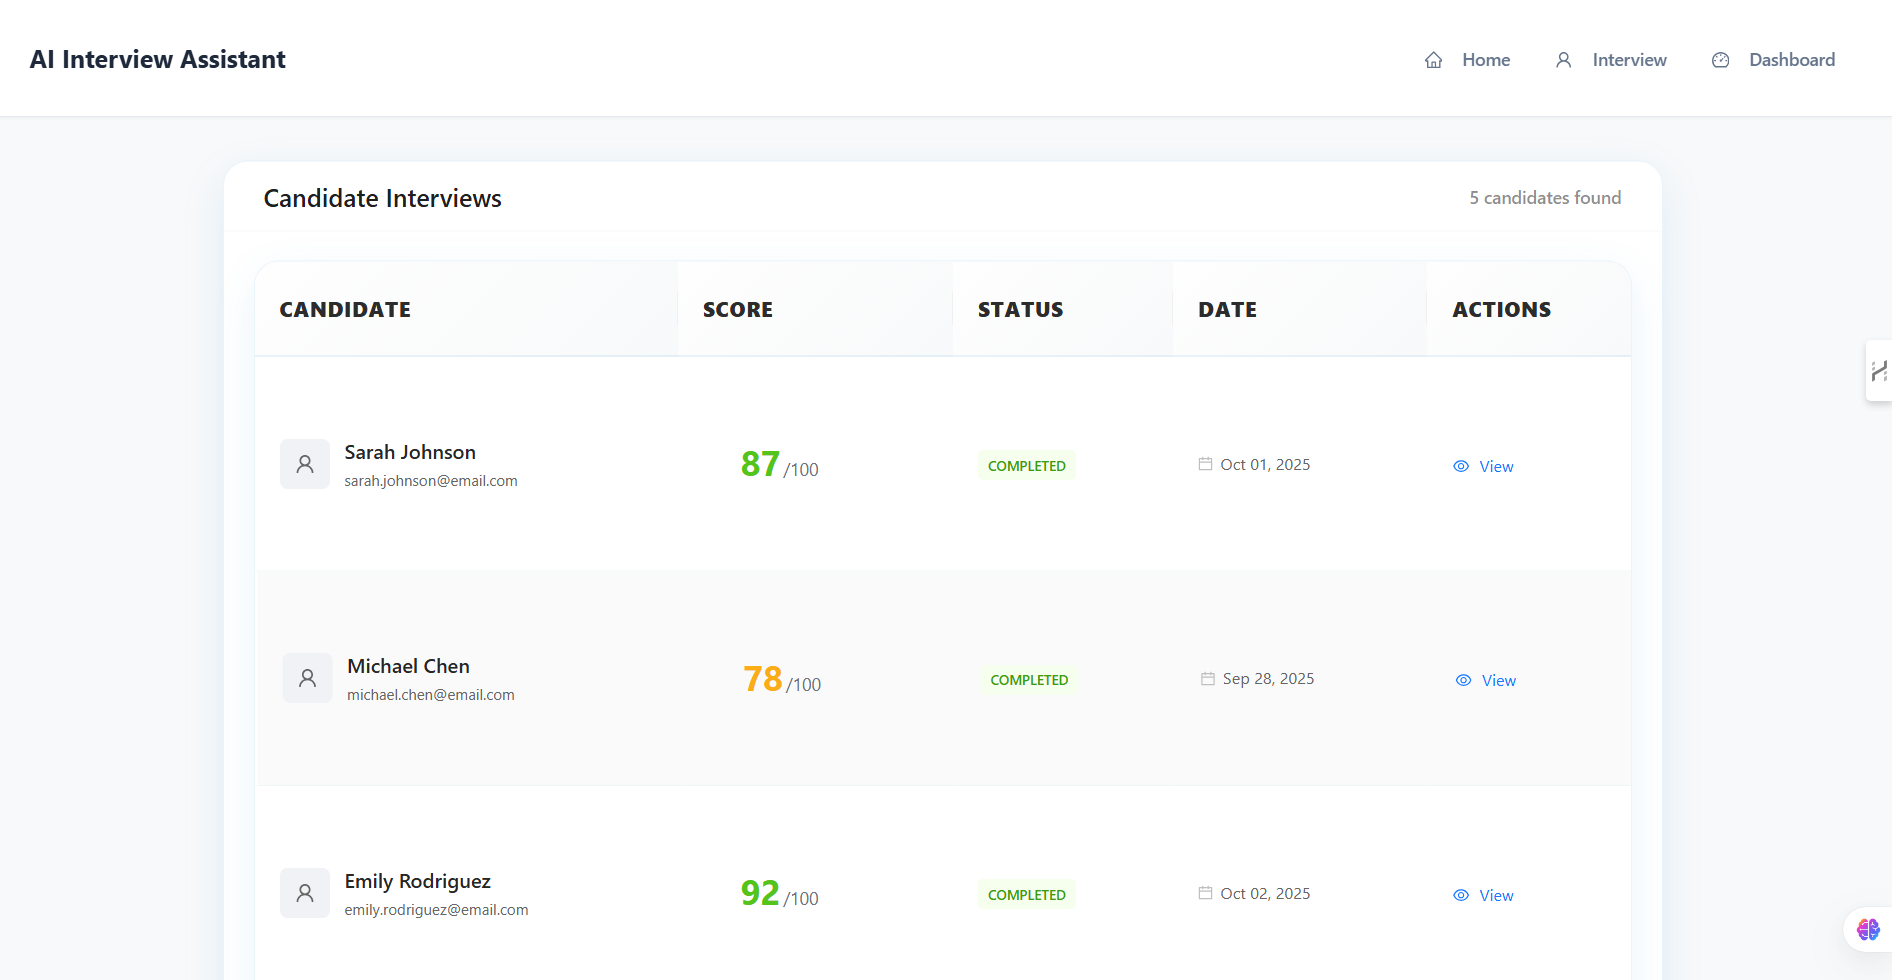 AI Interview Assistant
Home
Interview
Dashboard
Candidate Interviews
5 candidates found
CANDIDATE SCORE STATUS DATE ACTIONS
Sarah Johnson
sarah.johnson@email.com
87 /100
COMPLETED
Oct 01, 2025
View
Michael Chen
michael.chen@email.com
78 /100
COMPLETED
Sep 28, 2025
View
Emily Rodriguez
emily.rodriguez@email.com
92 /100
COMPLETED
Oct 02, 2025
View